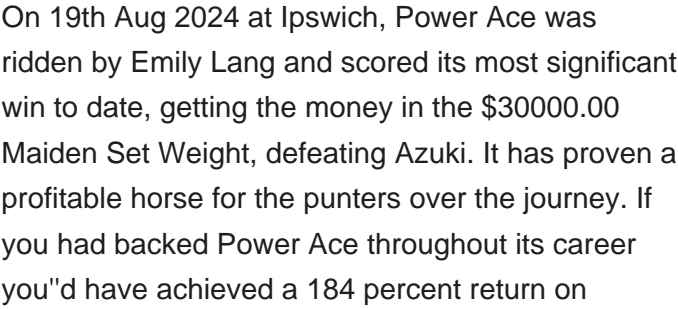 On 19th Aug 2024 at Ipswich, Power Ace was
ridden by Emily Lang and scored its most significant
win to date, getting the money in the $30000.00
Maiden Set Weight, defeating Azuki. It has proven a
profitable horse for the punters over the journey. If
you had backed Power Ace throughout its career
you''d have achieved a 184 percent return on